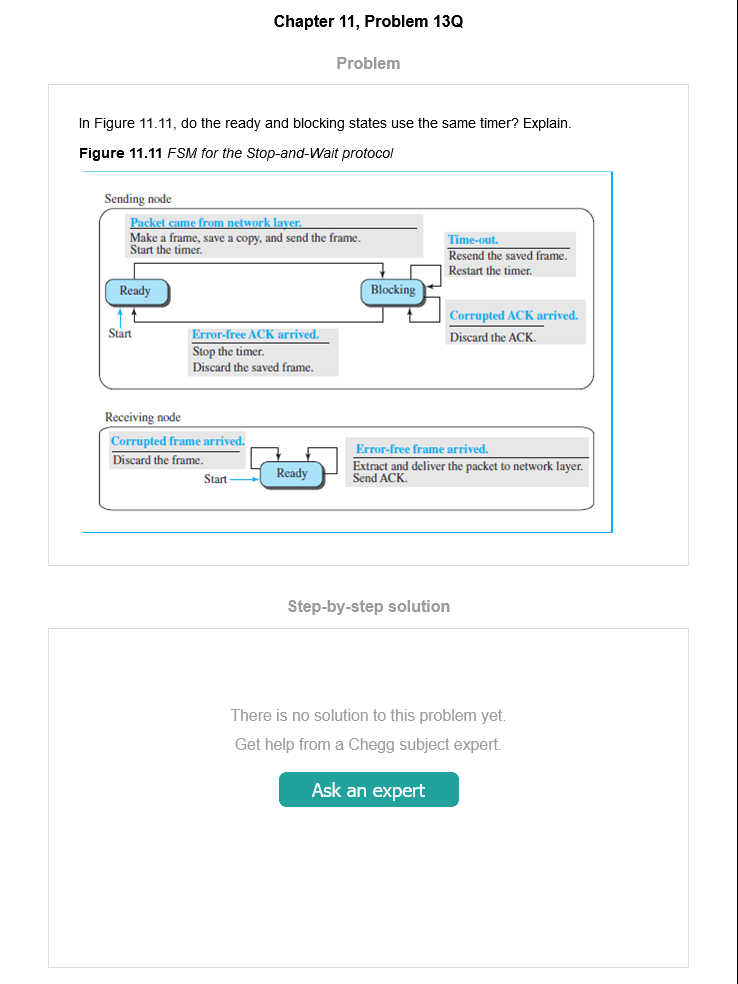 Chapter 11, Problem 13Q
Problem
In Figure 11.11, do the ready and blocking states use the same timer? Explain.
Figure 11.11 FSM for the Stop-and-Wait protocol
Sending node
Packet came from network layer.
Make a frame, save a copy, and send the frame.
Start the timer.
Time-out.
Resend the saved frame.
Restart the timer.
Ready
Blocking
Start
Error-free ACK arrived.
Stop the timer.
Discard the saved frame.
Corrupted ACK arrived.
Discard the ACK.
Receiving node
Corrupted frame arrived.
Discard the frame.
Start
Ready
Error-free frame arrived.
Extract and deliver the packet to network layer.
Send ACK.
Step-by-step solution
There is no solution to this problem yet.
Get help from a Chegg subject expert.
Ask an expert